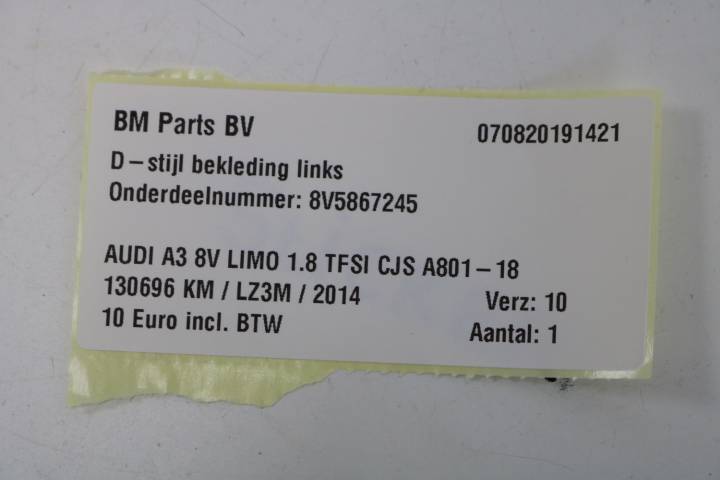 BM Parts BV 070820191421
D-stijl bekleding links
Onderdeelnummer: 8V5867245
AUDI A3 8V LIMO 1.8 TFSI CJS A801-18
130696 KM / LZ3M / 2014 Verz: 10
10 Euro incl. BTW Aantal: 1